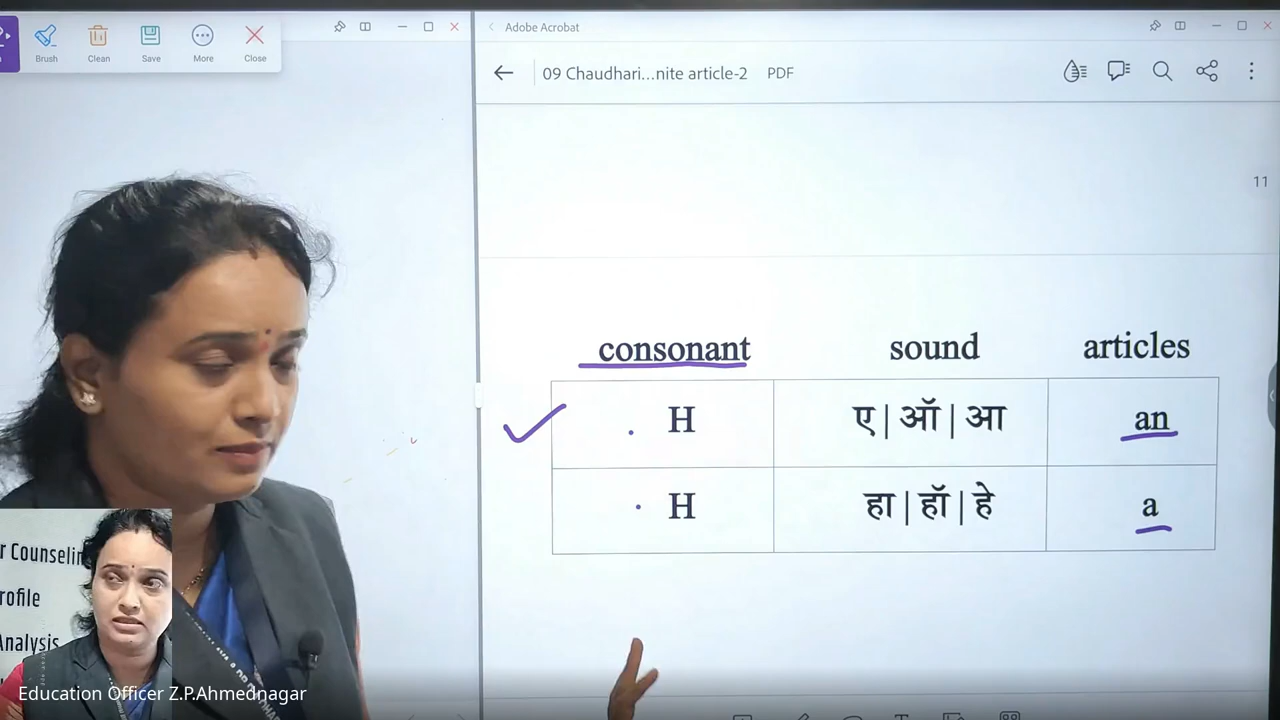 Adobe Acrobat
Brush Clean Save More Close
09 Chaudhari...nite article-2 PDF
11
consonant sound articles
H ए | ऑ | आ an
H हा | हॉ | हे a
r Counselin
rofile
Analysis
Education Officer Z.P.Ahmednagar